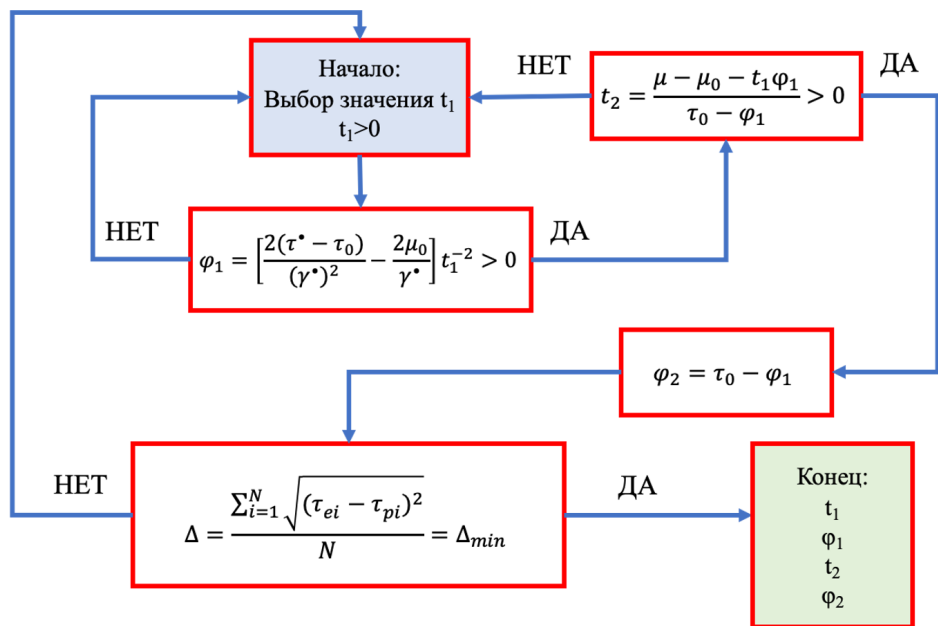 Начало:
Выбор значения t₁
t₁>0
НЕТ
t₂ = (μ − μ₀ − t₁φ₁)/(τ₀ − φ₁) > 0
ДА
НЕТ
φ₁ = [2(τ• − τ₀)/(γ•)² − 2μ₀/γ•] t₁⁻² > 0
ДА
φ₂ = τ₀ − φ₁
НЕТ
Δ = (∑ᵢ₌₁ᴺ √(τₑᵢ − τₚᵢ)²)/N = Δₘᵢₙ
ДА
Конец:
t₁
φ₁
t₂
φ₂